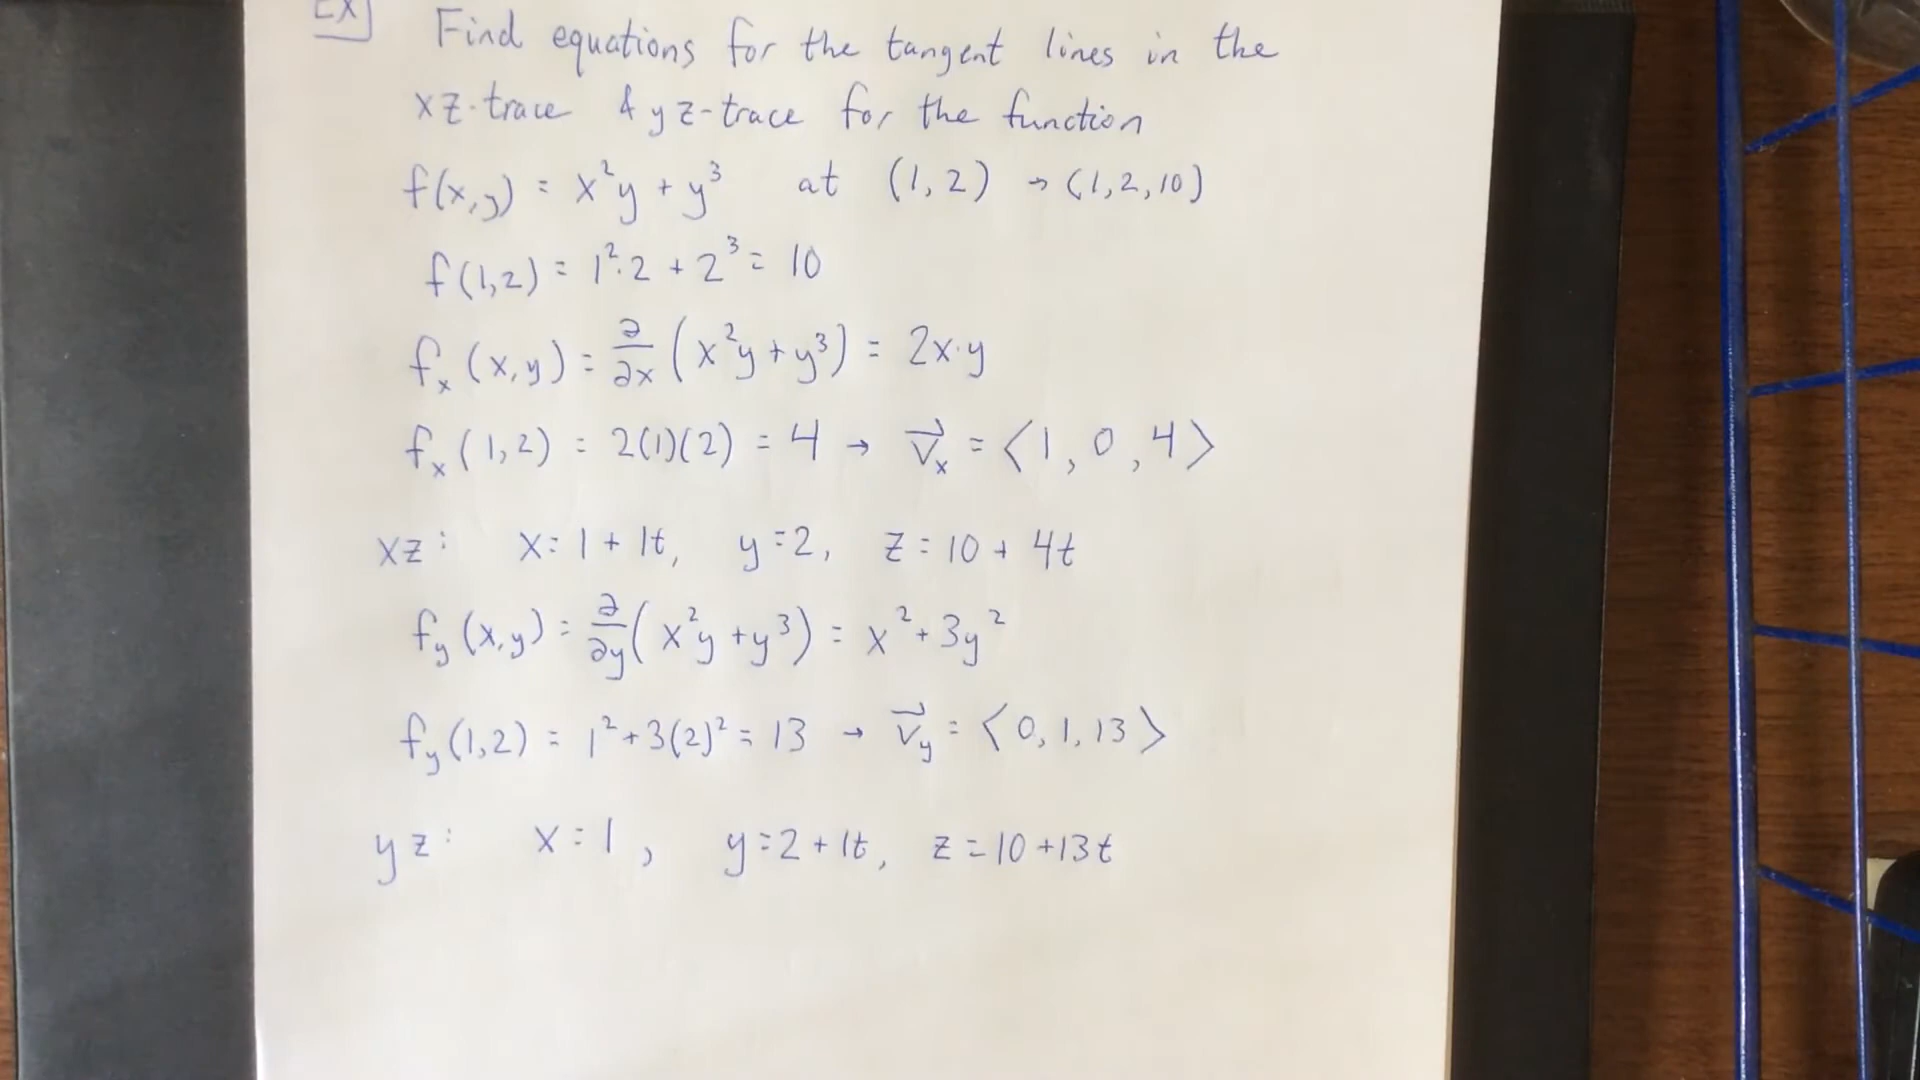 Ex
Find equations for the tangent lines in the
xz-trace & yz-trace for the function
f(x,y) = x²y + y³ at (1,2) → (1,2,10)
f(1,2) = 1²·2 + 2³ = 10
fₓ(x,y) = ∂/∂x (x²y + y³) = 2x·y
fₓ(1,2) = 2(1)(2) = 4 → v⃗ₓ = ⟨1, 0, 4⟩
xz: x = 1 + 1t, y = 2, z = 10 + 4t
f_y(x,y) = ∂/∂y (x²y + y³) = x² + 3y²
f_y(1,2) = 1² + 3(2)² = 13 → v⃗_y = ⟨0, 1, 13⟩
yz: x = 1, y = 2 + 1t, z = 10 + 13t